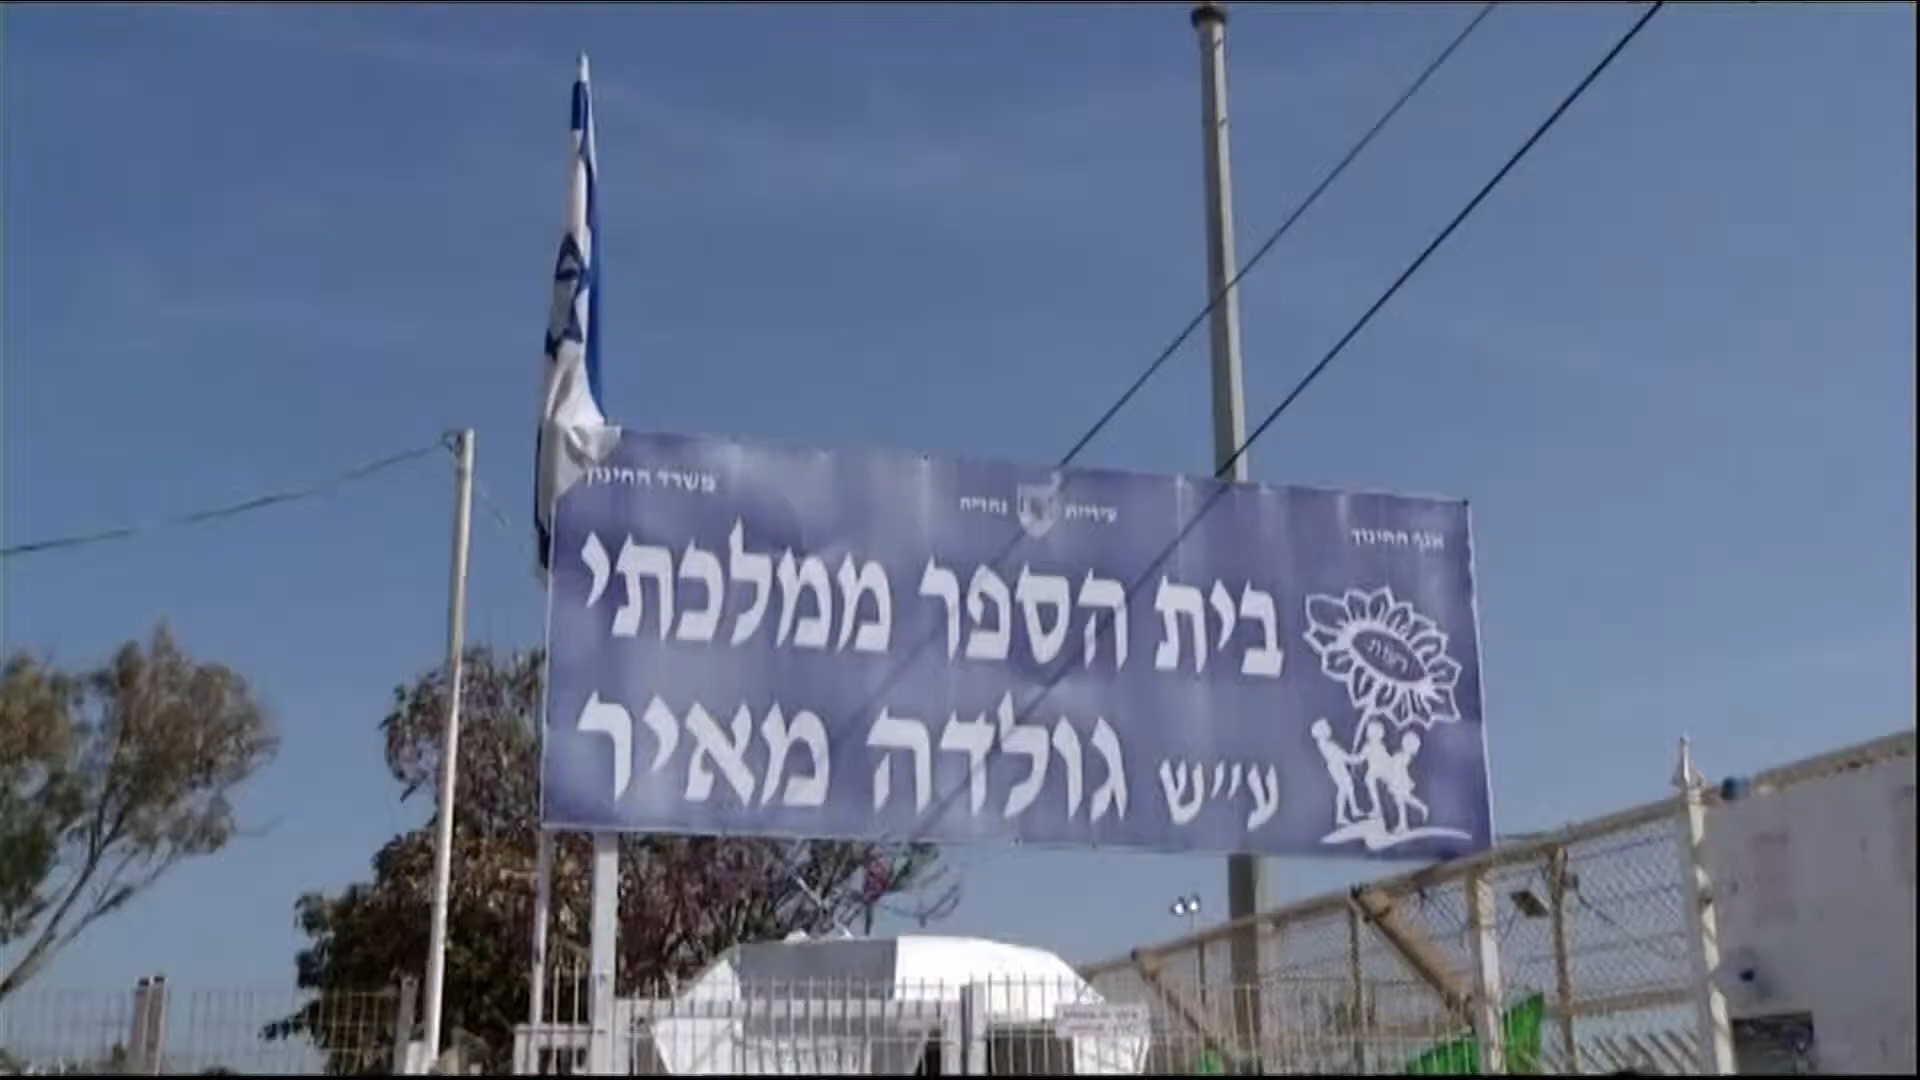 אגף החינוך
עיריית נהריה
משרד החינוך
בית הספר ממלכתי
ע״ש גולדה מאיר